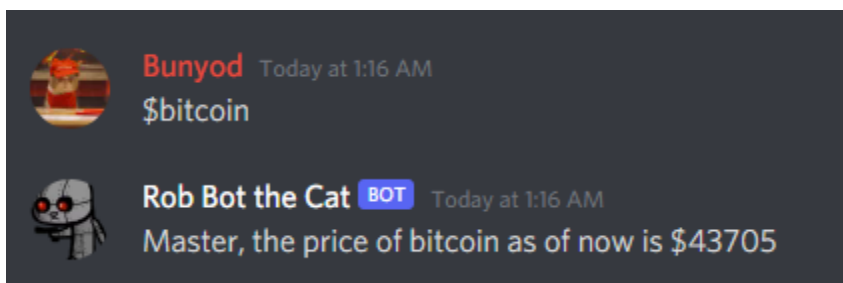 Bunyod Today at 1:16 AM
$bitcoin
Rob Bot the Cat BOT Today at 1:16 AM
Master, the price of bitcoin as of now is $43705